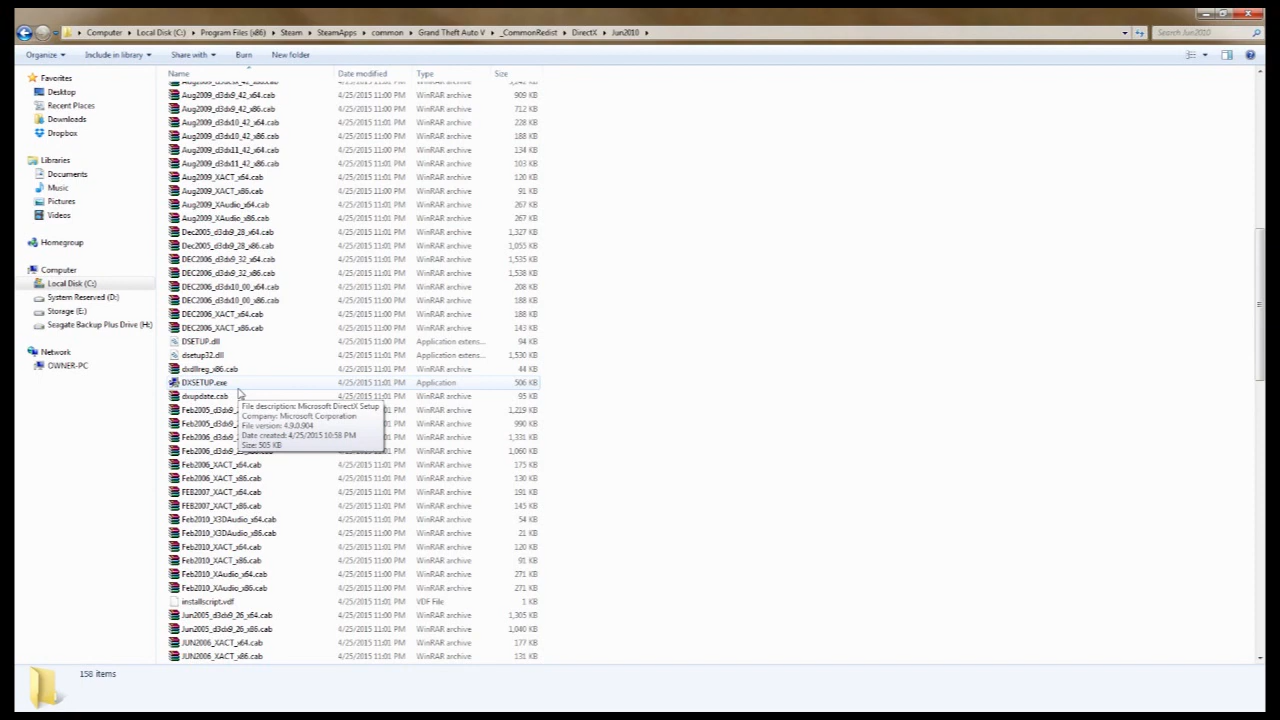 Computer ▸ Local Disk (C:) ▸ Program Files (x86) ▸ Steam ▸ SteamApps ▸ common ▸ Grand Theft Auto V ▸ _CommonRedist ▸ DirectX ▸ Jun2010 ▸ Search Jun2010
Organize Include in library Share with Burn New folder
Name Date modified Type Size
Favorites
Desktop
Recent Places
Downloads
Dropbox
Libraries
Documents
Music
Pictures
Videos
Homegroup
Computer
Local Disk (C:)
System Reserved (D:)
Storage (E:)
Seagate Backup Plus Drive (H:)
Network
OWNER-PC
Aug2009_d3dx9_42_x64.cab 4/25/2015 11:00 PM WinRAR archive 909 KB
Aug2009_d3dx9_42_x86.cab 4/25/2015 11:00 PM WinRAR archive 712 KB
Aug2009_d3dx10_42_x64.cab 4/25/2015 11:01 PM WinRAR archive 228 KB
Aug2009_d3dx10_42_x86.cab 4/25/2015 11:00 PM WinRAR archive 188 KB
Aug2009_d3dx11_42_x64.cab 4/25/2015 11:01 PM WinRAR archive 134 KB
Aug2009_d3dx11_42_x86.cab 4/25/2015 11:01 PM WinRAR archive 103 KB
Aug2009_XACT_x64.cab 4/25/2015 11:01 PM WinRAR archive 120 KB
Aug2009_XACT_x86.cab 4/25/2015 11:00 PM WinRAR archive 91 KB
Aug2009_XAudio_x64.cab 4/25/2015 11:01 PM WinRAR archive 267 KB
Aug2009_XAudio_x86.cab 4/25/2015 11:00 PM WinRAR archive 267 KB
Dec2005_d3dx9_28_x64.cab 4/25/2015 11:00 PM WinRAR archive 1,327 KB
Dec2005_d3dx9_28_x86.cab 4/25/2015 11:01 PM WinRAR archive 1,055 KB
DEC2006_d3dx9_32_x64.cab 4/25/2015 11:00 PM WinRAR archive 1,535 KB
DEC2006_d3dx9_32_x86.cab 4/25/2015 11:00 PM WinRAR archive 1,538 KB
DEC2006_d3dx10_00_x64.cab 4/25/2015 11:01 PM WinRAR archive 208 KB
DEC2006_d3dx10_00_x86.cab 4/25/2015 11:00 PM WinRAR archive 188 KB
DEC2006_XACT_x64.cab 4/25/2015 11:01 PM WinRAR archive 188 KB
DEC2006_XACT_x86.cab 4/25/2015 11:01 PM WinRAR archive 143 KB
DSETUP.dll 4/25/2015 11:00 PM Application extens... 94 KB
dsetup32.dll 4/25/2015 11:01 PM Application extens... 1,530 KB
dxdllreg_x86.cab 4/25/2015 11:01 PM WinRAR archive 44 KB
DXSETUP.exe 4/25/2015 11:00 PM Application 506 KB
dxupdate.cab 4/25/2015 11:01 PM WinRAR archive 95 KB
File description: Microsoft DirectX Setup
Company: Microsoft Corporation
File version: 4.9.0.904
Date created: 4/25/2015 10:58 PM
Size: 505 KB
Feb2005_d3dx9_ WinRAR archive 1,219 KB
Feb2005_d3dx9_ WinRAR archive 990 KB
Feb2006_d3dx9_ WinRAR archive 1,331 KB
Feb2006_d3dx9_ WinRAR archive 1,060 KB
Feb2006_XACT_x64.cab 4/25/2015 11:00 PM WinRAR archive 175 KB
Feb2006_XACT_x86.cab 4/25/2015 11:00 PM WinRAR archive 130 KB
FEB2007_XACT_x64.cab 4/25/2015 11:01 PM WinRAR archive 191 KB
FEB2007_XACT_x86.cab 4/25/2015 11:00 PM WinRAR archive 145 KB
Feb2010_X3DAudio_x64.cab 4/25/2015 11:01 PM WinRAR archive 54 KB
Feb2010_X3DAudio_x86.cab 4/25/2015 11:00 PM WinRAR archive 21 KB
Feb2010_XACT_x64.cab 4/25/2015 11:01 PM WinRAR archive 120 KB
Feb2010_XACT_x86.cab 4/25/2015 11:01 PM WinRAR archive 91 KB
Feb2010_XAudio_x64.cab 4/25/2015 11:00 PM WinRAR archive 271 KB
Feb2010_XAudio_x86.cab 4/25/2015 11:00 PM WinRAR archive 271 KB
installscript.vdf 4/25/2015 11:01 PM VDF File 1 KB
Jun2005_d3dx9_26_x64.cab 4/25/2015 11:01 PM WinRAR archive 1,305 KB
Jun2005_d3dx9_26_x86.cab 4/25/2015 11:01 PM WinRAR archive 1,040 KB
JUN2006_XACT_x64.cab 4/25/2015 11:01 PM WinRAR archive 177 KB
JUN2006_XACT_x86.cab 4/25/2015 11:01 PM WinRAR archive 131 KB
158 items